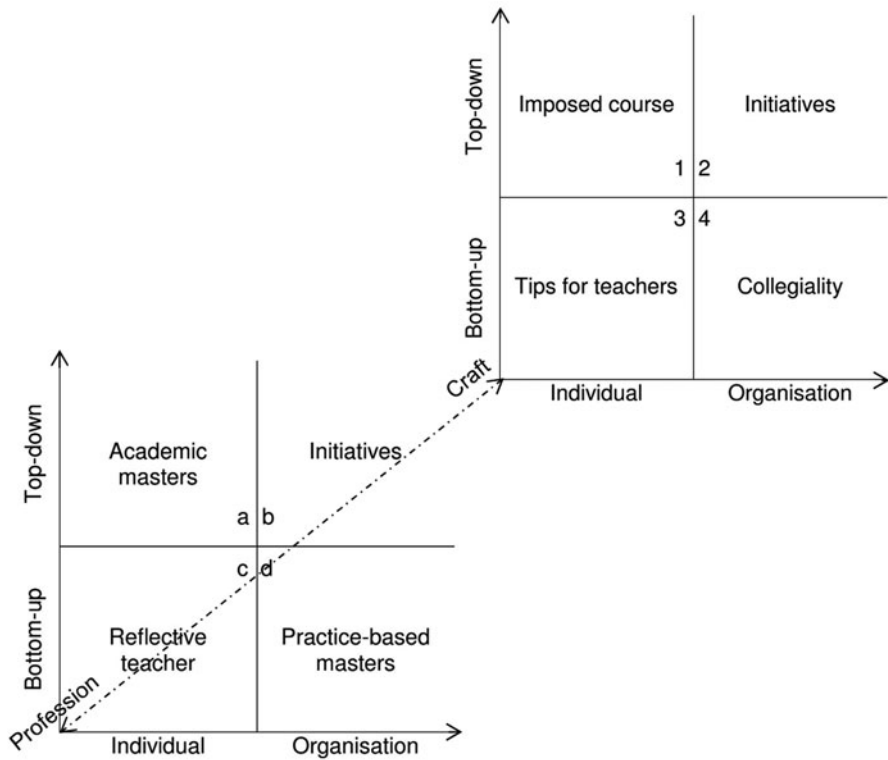 Top-down
Imposed course
Initiatives
1 2
3 4
Bottom-up
Tips for teachers
Collegiality
Craft
Individual
Organisation
Top-down
Academic
masters
Initiatives
a b
c d
Bottom-up
Reflective
teacher
Practice-based
masters
Profession
Individual
Organisation